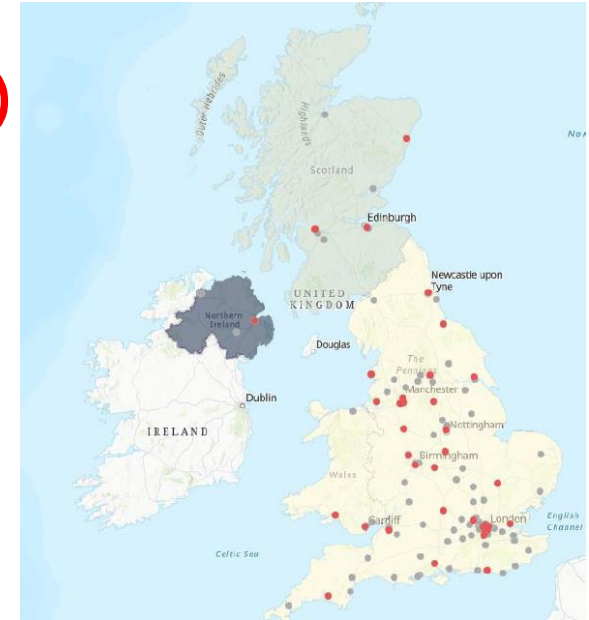 Outer Hebrides
Highlands
No
Scotland
Edinburgh
Newcastle upon
Tyne
UNITED
KINGDOM
Northern
Ireland
Douglas
The
Pennines
Manchester
Dublin
IRELAND
Nottingham
Birmingham
Wales
Cardiff
London
English
Channel
Celtic Sea